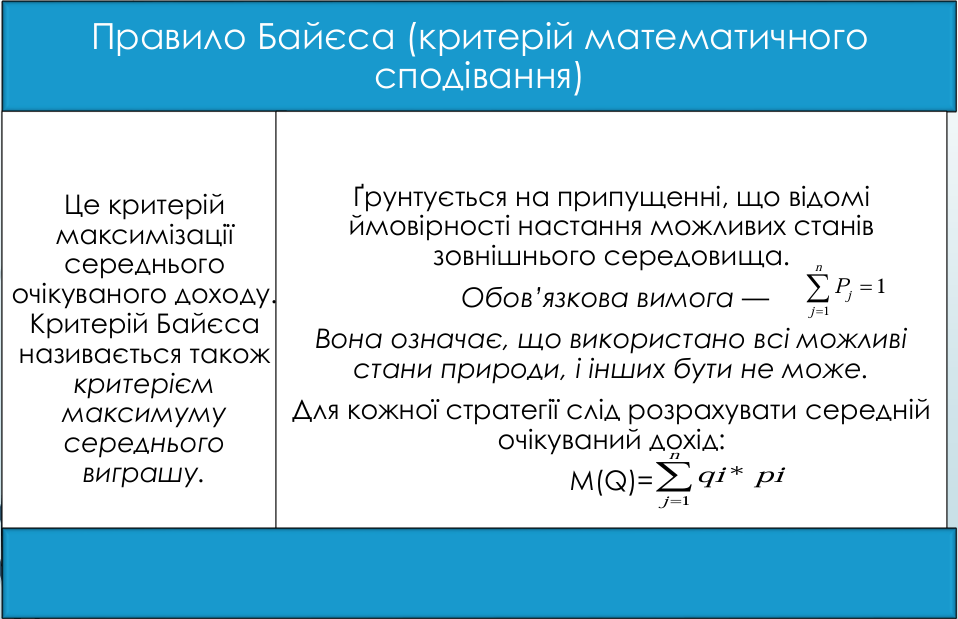 Правило Байєса (критерій математичного
сподівання)
Це критерій
максимізації
середнього
очікуваного доходу.
Критерій Байєса
називається також
критерієм
максимуму
середнього
виграшу.
Ґрунтується на припущенні, що відомі
ймовірності настання можливих станів
зовнішнього середовища.
Обов’язкова вимога — \sum_{j=1}^{n} P_j = 1
Вона означає, що використано всі можливі
стани природи, і інших бути не може.
Для кожної стратегії слід розрахувати середній
очікуваний дохід:
M(Q)=\sum_{j=1}^{n} qi * pi